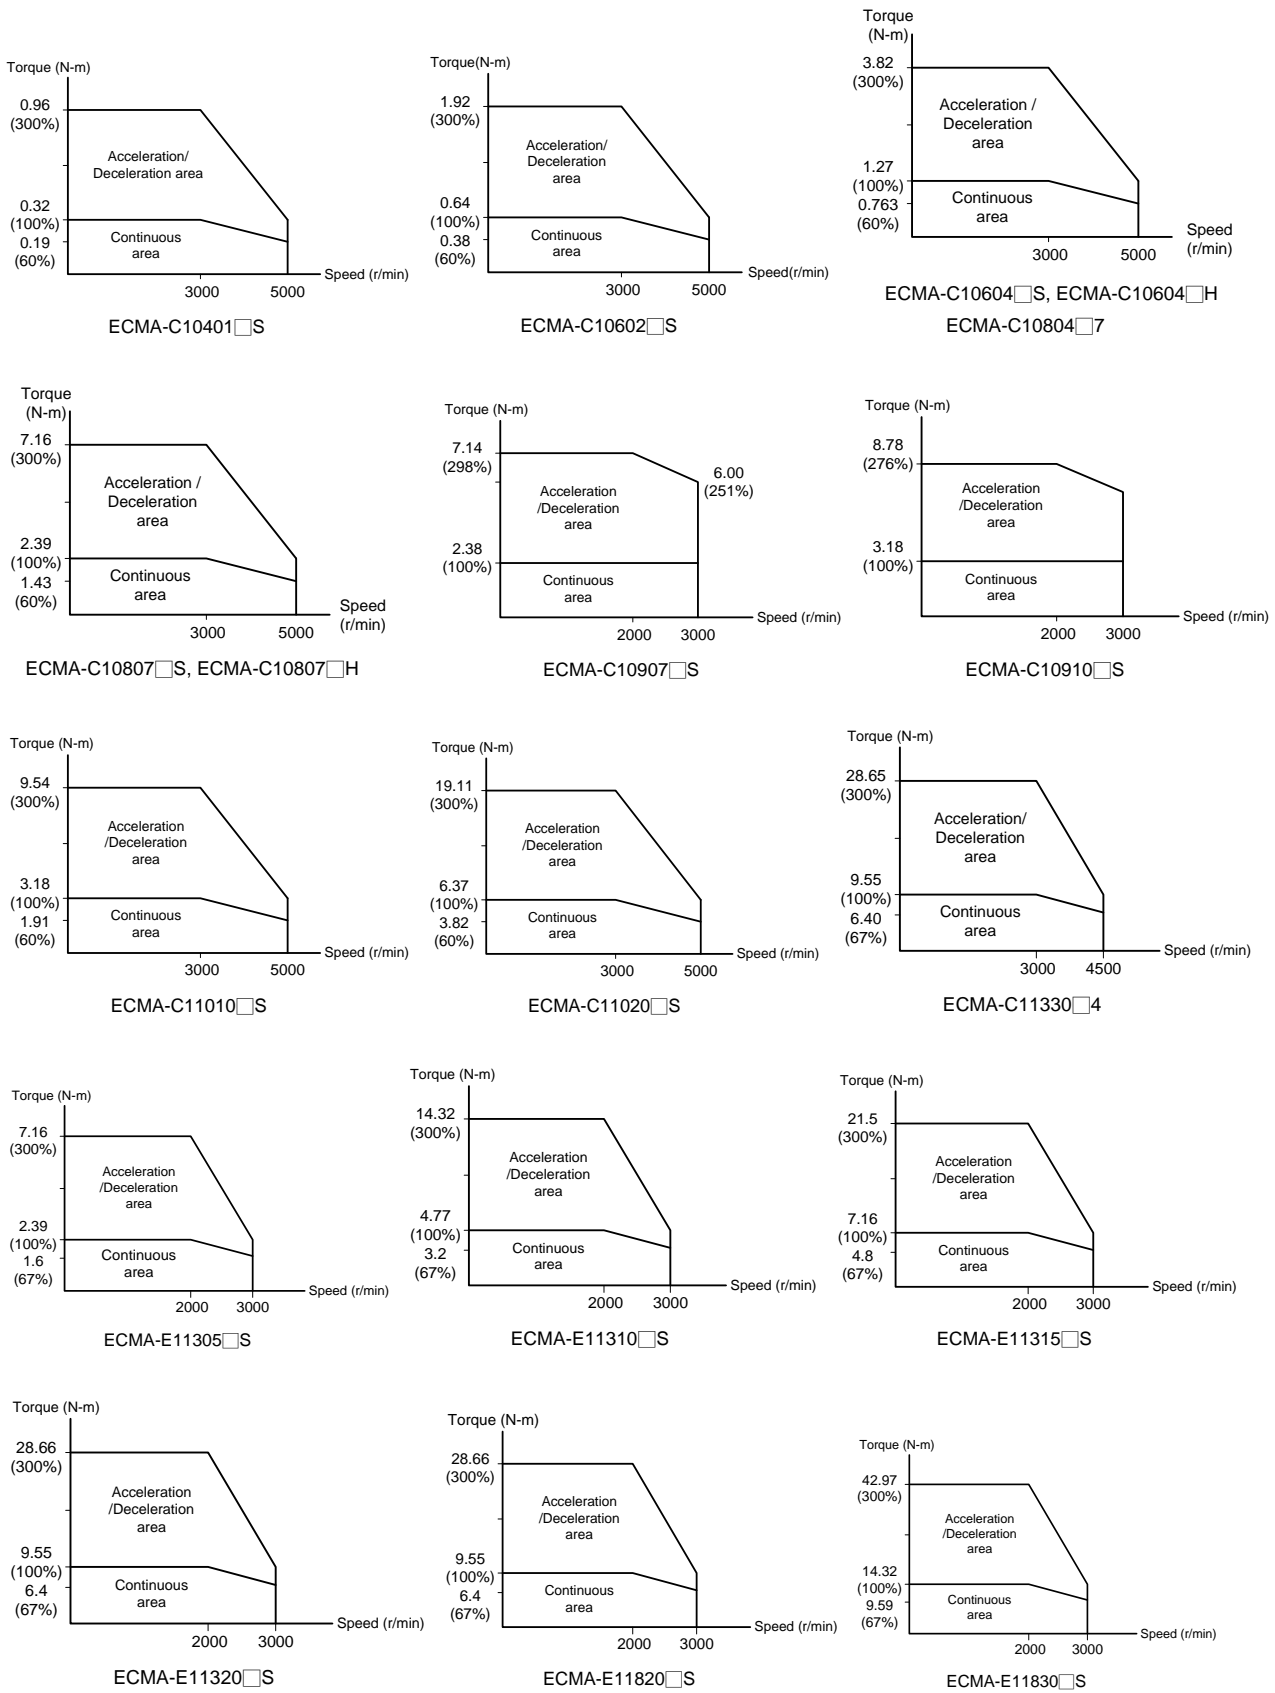 Torque (N-m)
0.96
(300%)
Acceleration/
Deceleration area
0.32
(100%)
0.19
(60%)
Continuous
area
Speed (r/min)
3000 5000
ECMA-C10401□S
Torque(N-m)
1.92
(300%)
Acceleration/
Deceleration
area
0.64
(100%)
0.38
(60%)
Continuous
area
Speed(r/min)
3000 5000
ECMA-C10602□S
Torque
(N-m)
3.82
(300%)
Acceleration /
Deceleration
area
1.27
(100%)
0.763
(60%)
Continuous
area
Speed
(r/min)
3000 5000
ECMA-C10604□S, ECMA-C10604□H
ECMA-C10804□7
Torque
(N-m)
7.16
(300%)
Acceleration /
Deceleration
area
2.39
(100%)
1.43
(60%)
Continuous
area
Speed
(r/min)
3000 5000
ECMA-C10807□S, ECMA-C10807□H
Torque (N-m)
7.14
(298%)
6.00
(251%)
Acceleration
/Deceleration
area
2.38
(100%)
Continuous
area
Speed (r/min)
2000 3000
ECMA-C10907□S
Torque (N-m)
8.78
(276%)
Acceleration
/Deceleration
area
3.18
(100%)
Continuous
area
Speed (r/min)
2000 3000
ECMA-C10910□S
Torque (N-m)
9.54
(300%)
Acceleration
/Deceleration
area
3.18
(100%)
1.91
(60%)
Continuous
area
Speed (r/min)
3000 5000
ECMA-C11010□S
Torque (N-m)
19.11
(300%)
Acceleration
/Deceleration
area
6.37
(100%)
3.82
(60%)
Continuous
area
Speed (r/min)
3000 5000
ECMA-C11020□S
Torque (N-m)
28.65
(300%)
Acceleration/
Deceleration
area
9.55
(100%)
6.40
(67%)
Continuous
area
Speed (r/min)
3000 4500
ECMA-C11330□4
Torque (N-m)
7.16
(300%)
Acceleration
/Deceleration
area
2.39
(100%)
1.6
(67%)
Continuous
area
Speed (r/min)
2000 3000
ECMA-E11305□S
Torque (N-m)
14.32
(300%)
Acceleration
/Deceleration
area
4.77
(100%)
3.2
(67%)
Continuous
area
Speed (r/min)
2000 3000
ECMA-E11310□S
Torque (N-m)
21.5
(300%)
Acceleration
/Deceleration
area
7.16
(100%)
4.8
(67%)
Continuous
area
Speed (r/min)
2000 3000
ECMA-E11315□S
Torque (N-m)
28.66
(300%)
Acceleration
/Deceleration
area
9.55
(100%)
6.4
(67%)
Continuous
area
Speed (r/min)
2000 3000
ECMA-E11320□S
Torque (N-m)
28.66
(300%)
Acceleration
/Deceleration
area
9.55
(100%)
6.4
(67%)
Continuous
area
Speed (r/min)
2000 3000
ECMA-E11820□S
Torque (N-m)
42.97
(300%)
Acceleration
/Deceleration
area
14.32
(100%)
9.59
(67%)
Continuous
area
Speed (r/min)
2000 3000
ECMA-E11830□S